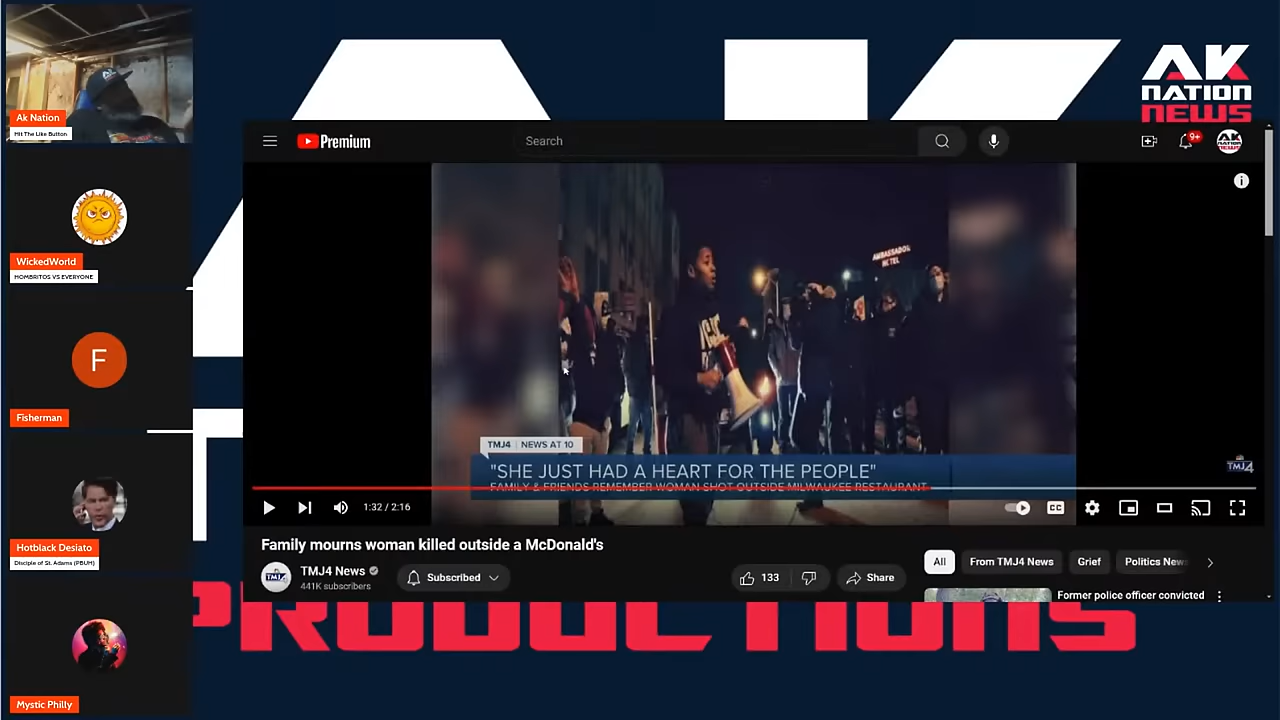 Ak Nation
Hit The Like Button
WickedWorld
HOMBRITOS VS EVERYONE
F
Fisherman
Hotblack Desiato
Disciple of St. Adams (PBUH)
Mystic Philly
AK
NATION
NEWS
Premium
Search
9+
AMBASSADOR
HOTEL
TMJ4 | NEWS AT 10
"SHE JUST HAD A HEART FOR THE PEOPLE"
FAMILY & FRIENDS REMEMBER WOMAN SHOT OUTSIDE MILWAUKEE RESTAURANT
TMJ4
1:32 / 2:16
CC
Family mourns woman killed outside a McDonald's
TMJ4 News
441K subscribers
Subscribed
133
Share
All
From TMJ4 News
Grief
Politics News
Former police officer convicted
PRODUCTIONS